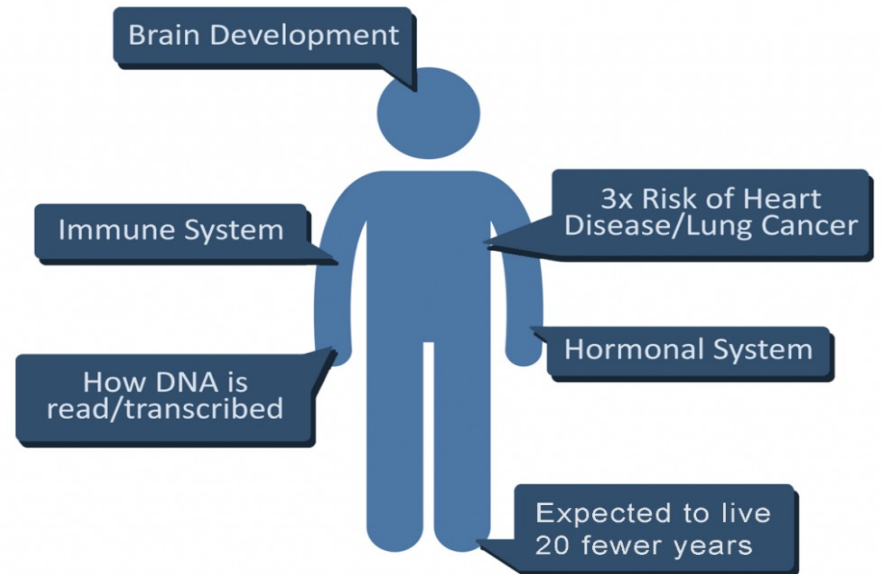 Brain Development
3x Risk of Heart
Disease/Lung Cancer
Immune System
Hormonal System
How DNA is
read/transcribed
Expected to live
20 fewer years